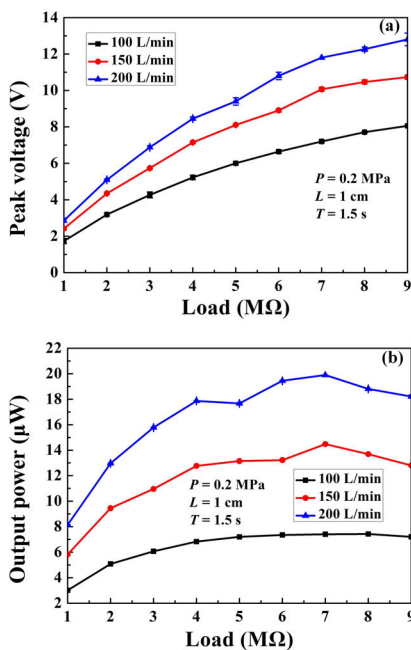 (a)
100 L/min
150 L/min
200 L/min
14
12
10
8
6
4
2
0
Peak voltage (V)
P = 0.2 MPa
L = 1 cm
T = 1.5 s
1 2 3 4 5 6 7 8 9
Load (MΩ)
(b)
22
20
18
16
14
12
10
8
6
4
2
Output power (μW)
P = 0.2 MPa
L = 1 cm
T = 1.5 s
100 L/min
150 L/min
200 L/min
1 2 3 4 5 6 7 8 9
Load (MΩ)